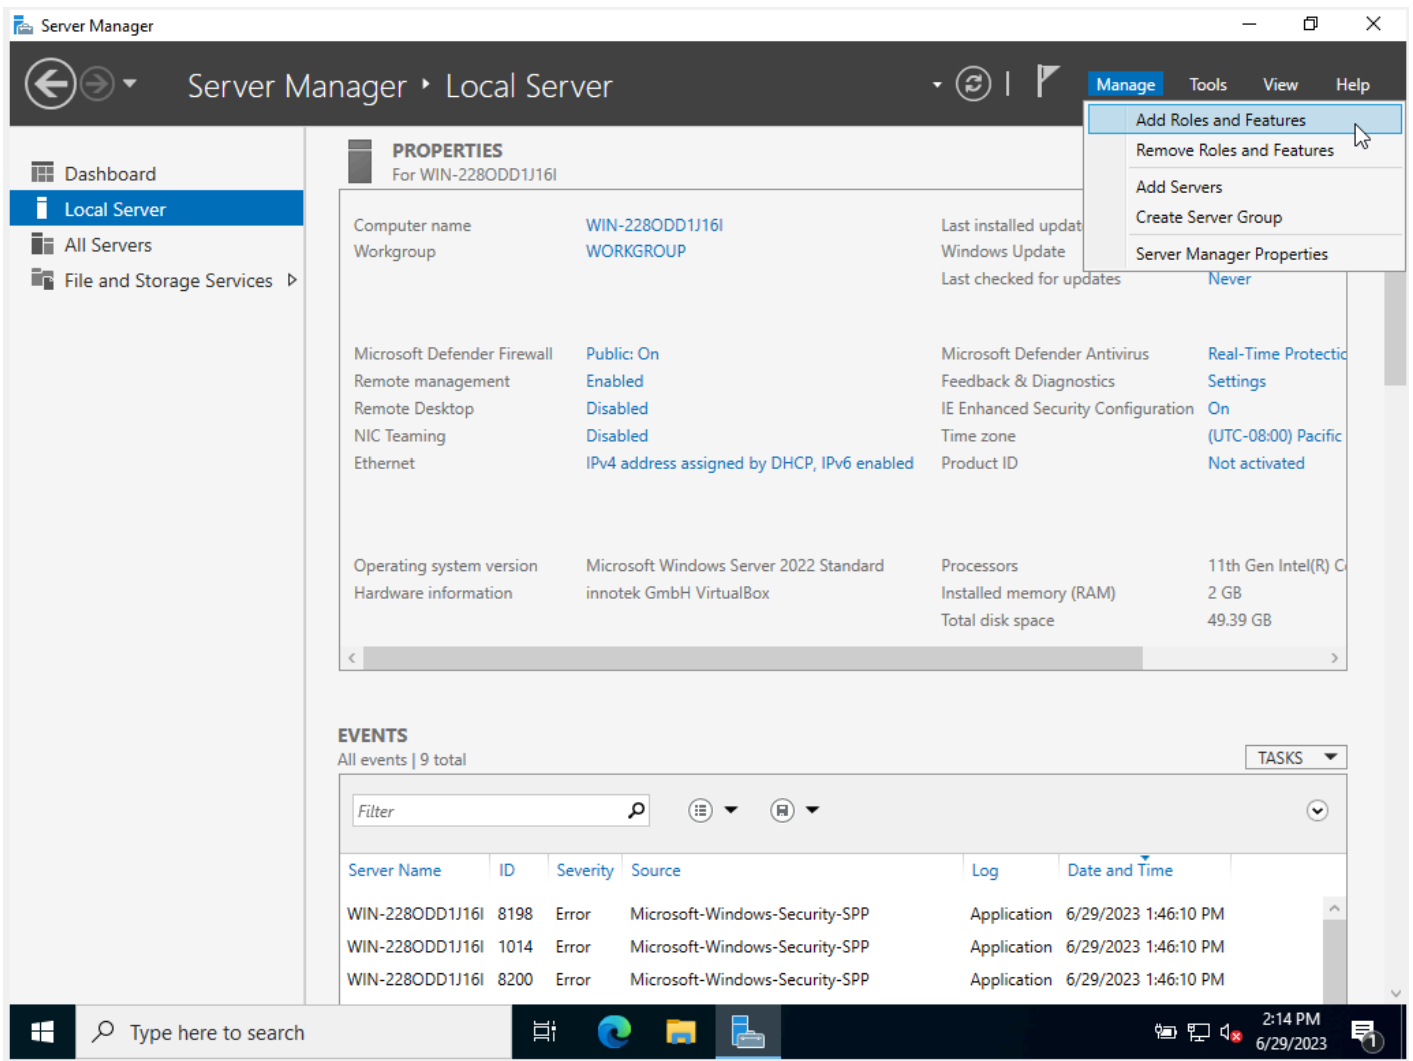 Server Manager
Server Manager ‣ Local Server
Manage Tools View Help
Add Roles and Features
Remove Roles and Features
Add Servers
Create Server Group
Server Manager Properties
Dashboard
Local Server
All Servers
File and Storage Services
PROPERTIES
For WIN-228ODD1J16I
Computer name WIN-228ODD1J16I Last installed updat
Workgroup WORKGROUP Windows Update
Last checked for updates Never
Microsoft Defender Firewall Public: On Microsoft Defender Antivirus Real-Time Protectic
Remote management Enabled Feedback & Diagnostics Settings
Remote Desktop Disabled IE Enhanced Security Configuration On
NIC Teaming Disabled Time zone (UTC-08:00) Pacific
Ethernet IPv4 address assigned by DHCP, IPv6 enabled Product ID Not activated
Operating system version Microsoft Windows Server 2022 Standard Processors 11th Gen Intel(R) C
Hardware information innotek GmbH VirtualBox Installed memory (RAM) 2 GB
Total disk space 49.39 GB
EVENTS
All events | 9 total
TASKS
Filter
Server Name ID Severity Source Log Date and Time
WIN-228ODD1J16I 8198 Error Microsoft-Windows-Security-SPP Application 6/29/2023 1:46:10 PM
WIN-228ODD1J16I 1014 Error Microsoft-Windows-Security-SPP Application 6/29/2023 1:46:10 PM
WIN-228ODD1J16I 8200 Error Microsoft-Windows-Security-SPP Application 6/29/2023 1:46:10 PM
Type here to search
2:14 PM
6/29/2023
1